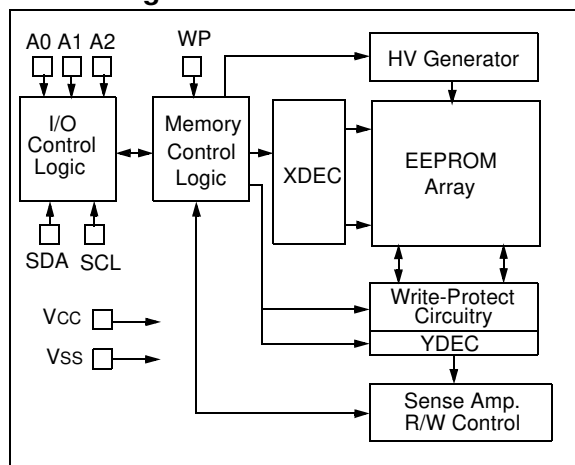 A0 A1 A2
WP
HV Generator
I/O
Control
Logic
Memory
Control
Logic
XDEC
EEPROM
Array
SDA
SCL
Write-Protect
Circuitry
YDEC
VCC
VSS
Sense Amp.
R/W Control